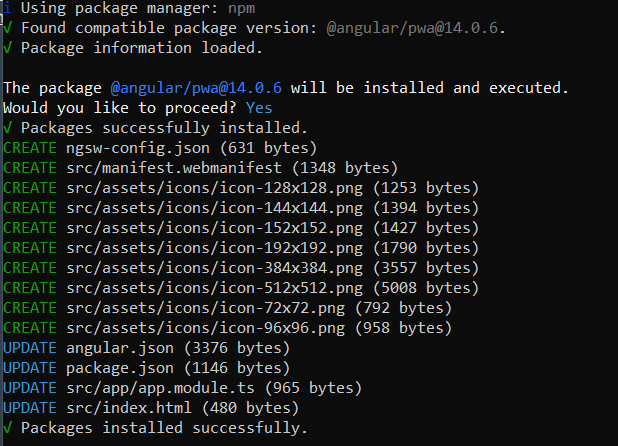 i Using package manager: npm
√ Found compatible package version: @angular/pwa@14.0.6.
√ Package information loaded.

The package @angular/pwa@14.0.6 will be installed and executed.
Would you like to proceed? Yes
√ Packages successfully installed.
CREATE ngsw-config.json (631 bytes)
CREATE src/manifest.webmanifest (1348 bytes)
CREATE src/assets/icons/icon-128x128.png (1253 bytes)
CREATE src/assets/icons/icon-144x144.png (1394 bytes)
CREATE src/assets/icons/icon-152x152.png (1427 bytes)
CREATE src/assets/icons/icon-192x192.png (1790 bytes)
CREATE src/assets/icons/icon-384x384.png (3557 bytes)
CREATE src/assets/icons/icon-512x512.png (5008 bytes)
CREATE src/assets/icons/icon-72x72.png (792 bytes)
CREATE src/assets/icons/icon-96x96.png (958 bytes)
UPDATE angular.json (3376 bytes)
UPDATE package.json (1146 bytes)
UPDATE src/app/app.module.ts (965 bytes)
UPDATE src/index.html (480 bytes)
√ Packages installed successfully.